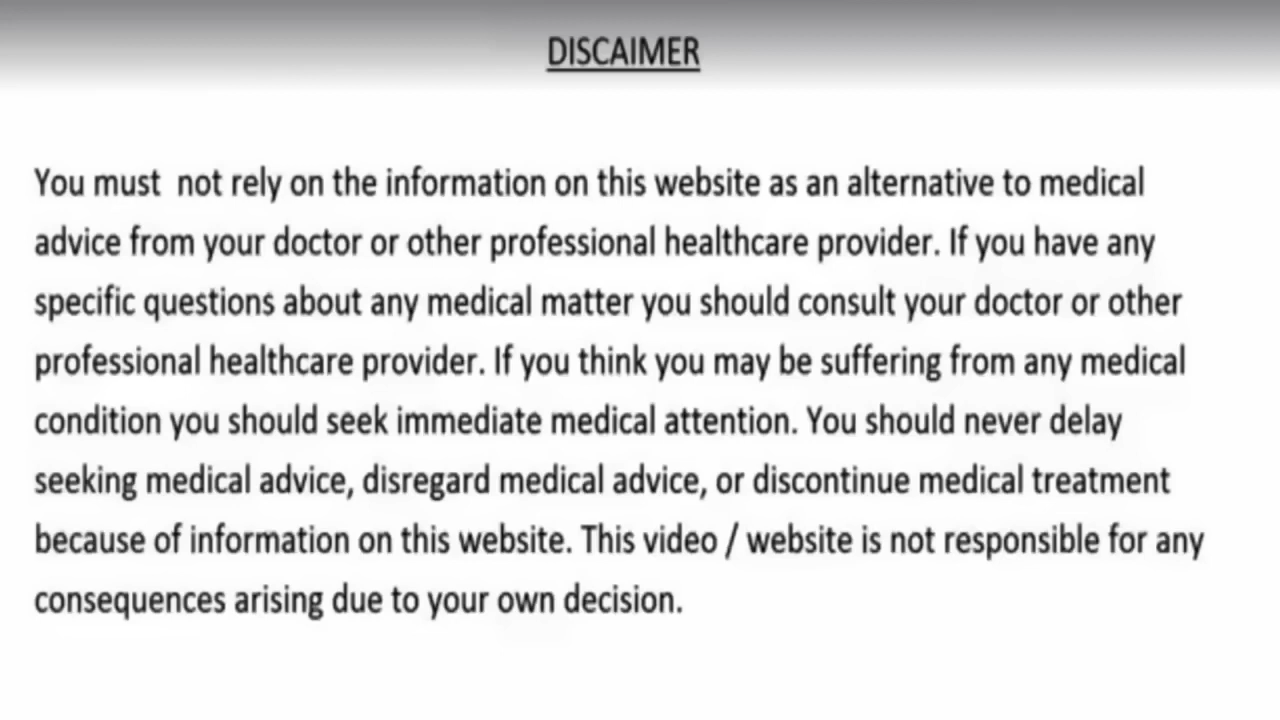 DISCAIMER
You must  not rely on the information on this website as an alternative to medical
advice from your doctor or other professional healthcare provider. If you have any
specific questions about any medical matter you should consult your doctor or other
professional healthcare provider. If you think you may be suffering from any medical
condition you should seek immediate medical attention. You should never delay
seeking medical advice, disregard medical advice, or discontinue medical treatment
because of information on this website. This video / website is not responsible for any
consequences arising due to your own decision.